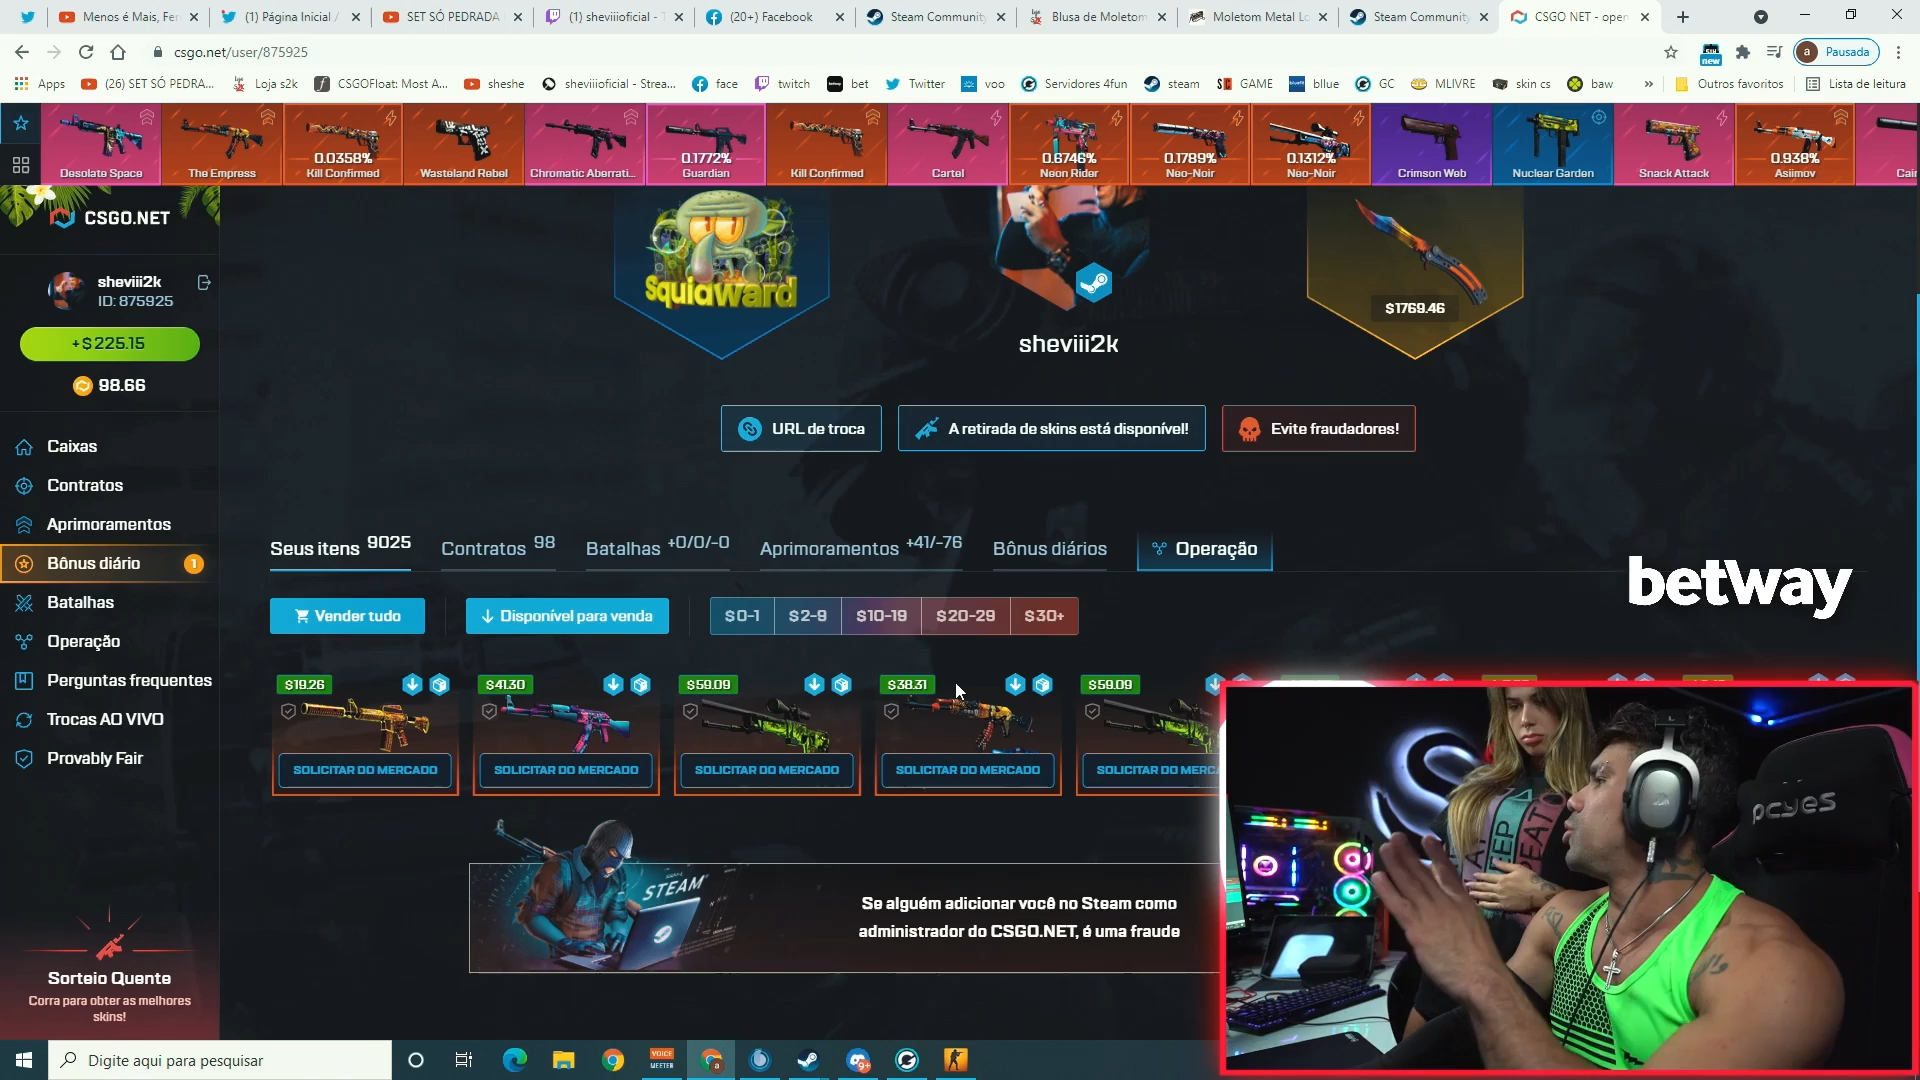 Menos é Mais, Fer
(1) Página Inicial /
SET SÓ PEDRADA
(1) sheviiioficial - T
(20+) Facebook
Steam Community
Blusa de Moletom
Moletom Metal Lo
Steam Community
CSGO NET - open
csgo.net/user/875925
new
a
Pausada
Apps
(26) SET SÓ PEDRA...
Loja s2k
CSGOFloat: Most A...
sheshe
sheviiioficial - Strea...
face
twitch
bet
Twitter
voo
Servidores 4fun
steam
GAME
bllue
GC
MLIVRE
skin cs
baw
»
Outros favoritos
Lista de leitura
Desolate Space
The Empress
0.0358%
Kill Confirmed
Wasteland Rebel
Chromatic Aberrati...
0.1772%
Guardian
Kill Confirmed
Cartel
0.6746%
Neon Rider
0.1789%
Neo-Noir
0.1312%
Neo-Noir
Crimson Web
Nuclear Garden
Snack Attack
0.938%
Asiimov
Cair
CSGO.NET
sheviii2k
ID: 875925
+$225.15
98.66
Caixas
Contratos
Aprimoramentos
Bônus diário
1
Batalhas
Operação
Perguntas frequentes
Trocas AO VIVO
Provably Fair
Sorteio Quente
Corra para obter as melhores
skins!
Squidward
sheviii2k
$1769.46
URL de troca
A retirada de skins está disponível!
Evite fraudadores!
Seus itens 9025
Contratos 98
Batalhas +0/0/-0
Aprimoramentos +41/-76
Bônus diários
Operação
Vender tudo
Disponível para venda
$0-1
$2-9
$10-19
$20-29
$30+
betway
$19.26
$41.30
$59.09
$38.31
$59.09
SOLICITAR DO MERCADO
SOLICITAR DO MERCADO
SOLICITAR DO MERCADO
SOLICITAR DO MERCADO
SOLICITAR DO MERCA
STEAM
Se alguém adicionar você no Steam como
administrador do CSGO.NET, é uma fraude
pcyes
Digite aqui para pesquisar
VOICE
MEETER